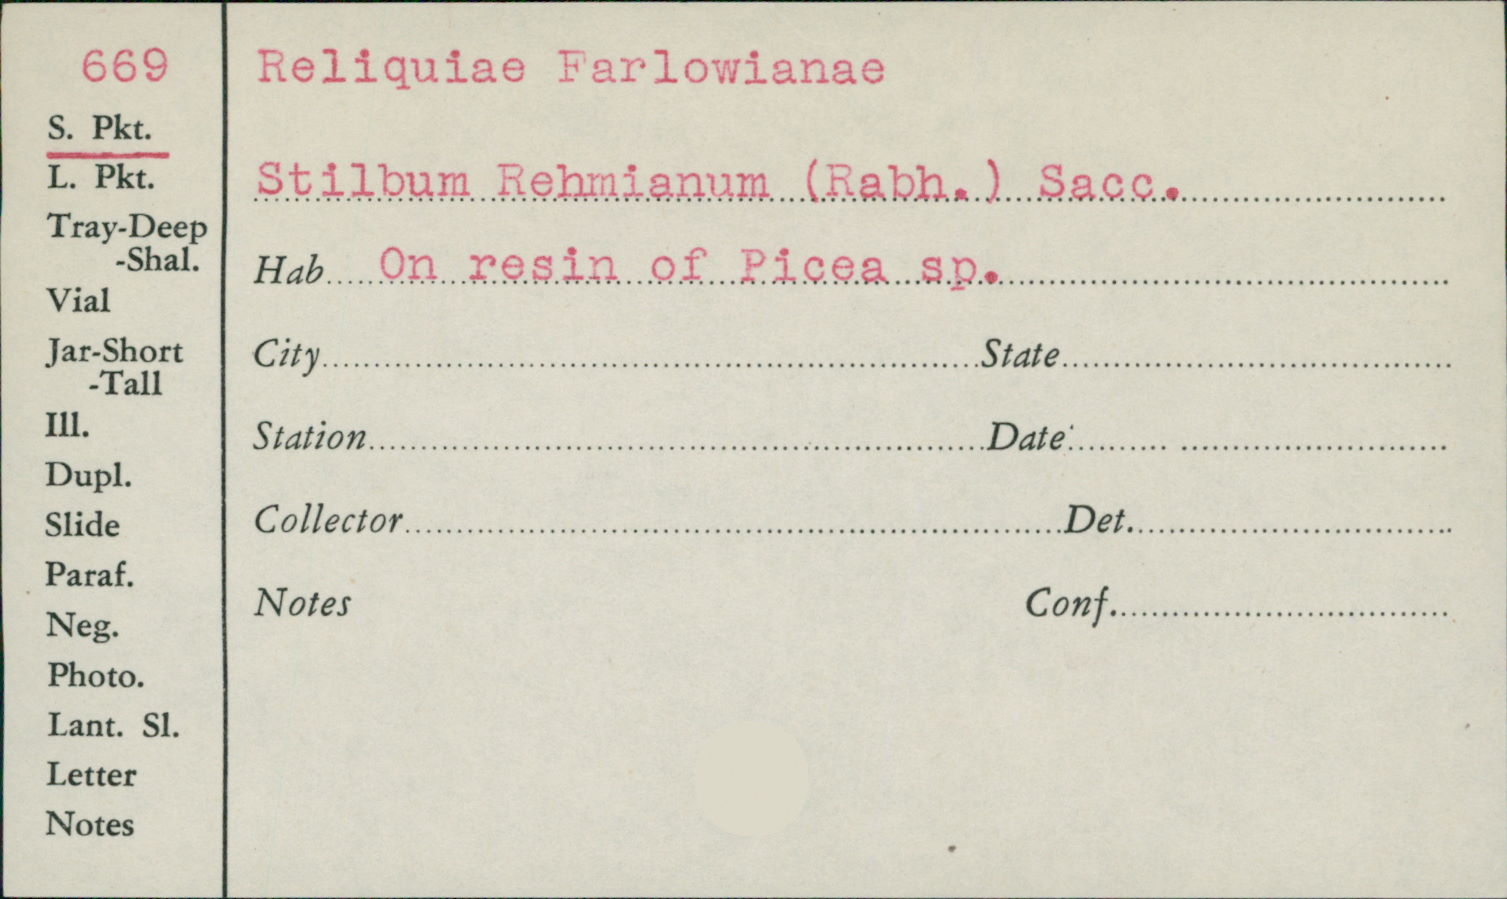 669
S. Pkt.
L. Pkt.
Tray-Deep
-Shal.
Vial
Jar-Short
-Tall
Ill.
Dupl.
Slide
Paraf.
Neg.
Photo.
Lant. Sl.
Letter
Notes
Reliquiae Farlowianae
Stilbum Rehmianum (Rabh.) Sacc.
Hab On resin of Picea sp.
City State
Station Date
Collector Det.
Notes Conf.